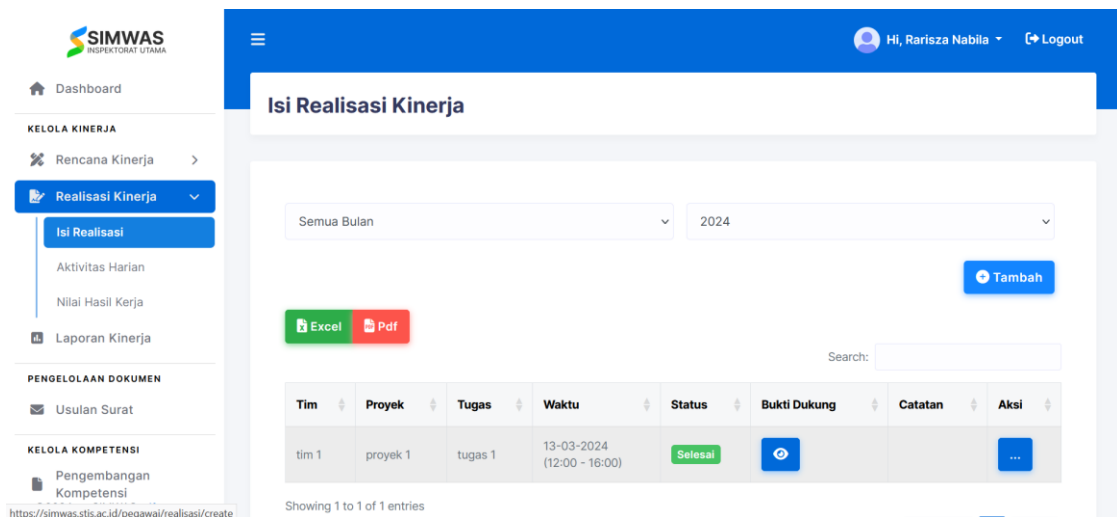 SIMWAS
INSPEKTORAT UTAMA
Hi, Rarisza Nabila
Logout
Dashboard
KELOLA KINERJA
Rencana Kinerja
Realisasi Kinerja
Isi Realisasi
Aktivitas Harian
Nilai Hasil Kerja
Laporan Kinerja
PENGELOLAAN DOKUMEN
Usulan Surat
KELOLA KOMPETENSI
Pengembangan
Kompetensi
https://simwas.stis.ac.id/pegawai/realisasi/create
Isi Realisasi Kinerja
Semua Bulan 2024
Tambah
Excel Pdf
Search:
Tim Proyek Tugas Waktu Status Bukti Dukung Catatan Aksi
tim 1 proyek 1 tugas 1 13-03-2024 Selesai ...
(12:00 - 16:00)
Showing 1 to 1 of 1 entries